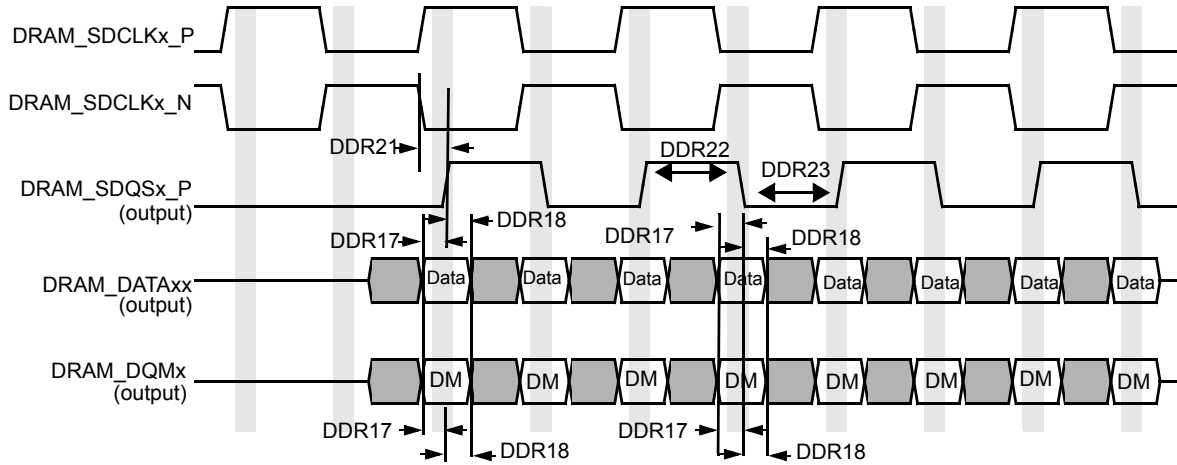 DRAM_SDCLKx_P
DRAM_SDCLKx_N
DDR21
DDR22
DDR23
DRAM_SDQSx_P
(output)
DDR18
DDR17
DDR17
DDR18
DRAM_DATAxx
(output)
Data Data Data Data Data Data Data Data
DRAM_DQMx
(output)
DM DM DM DM DM DM DM DM
DDR17
DDR18
DDR17
DDR18